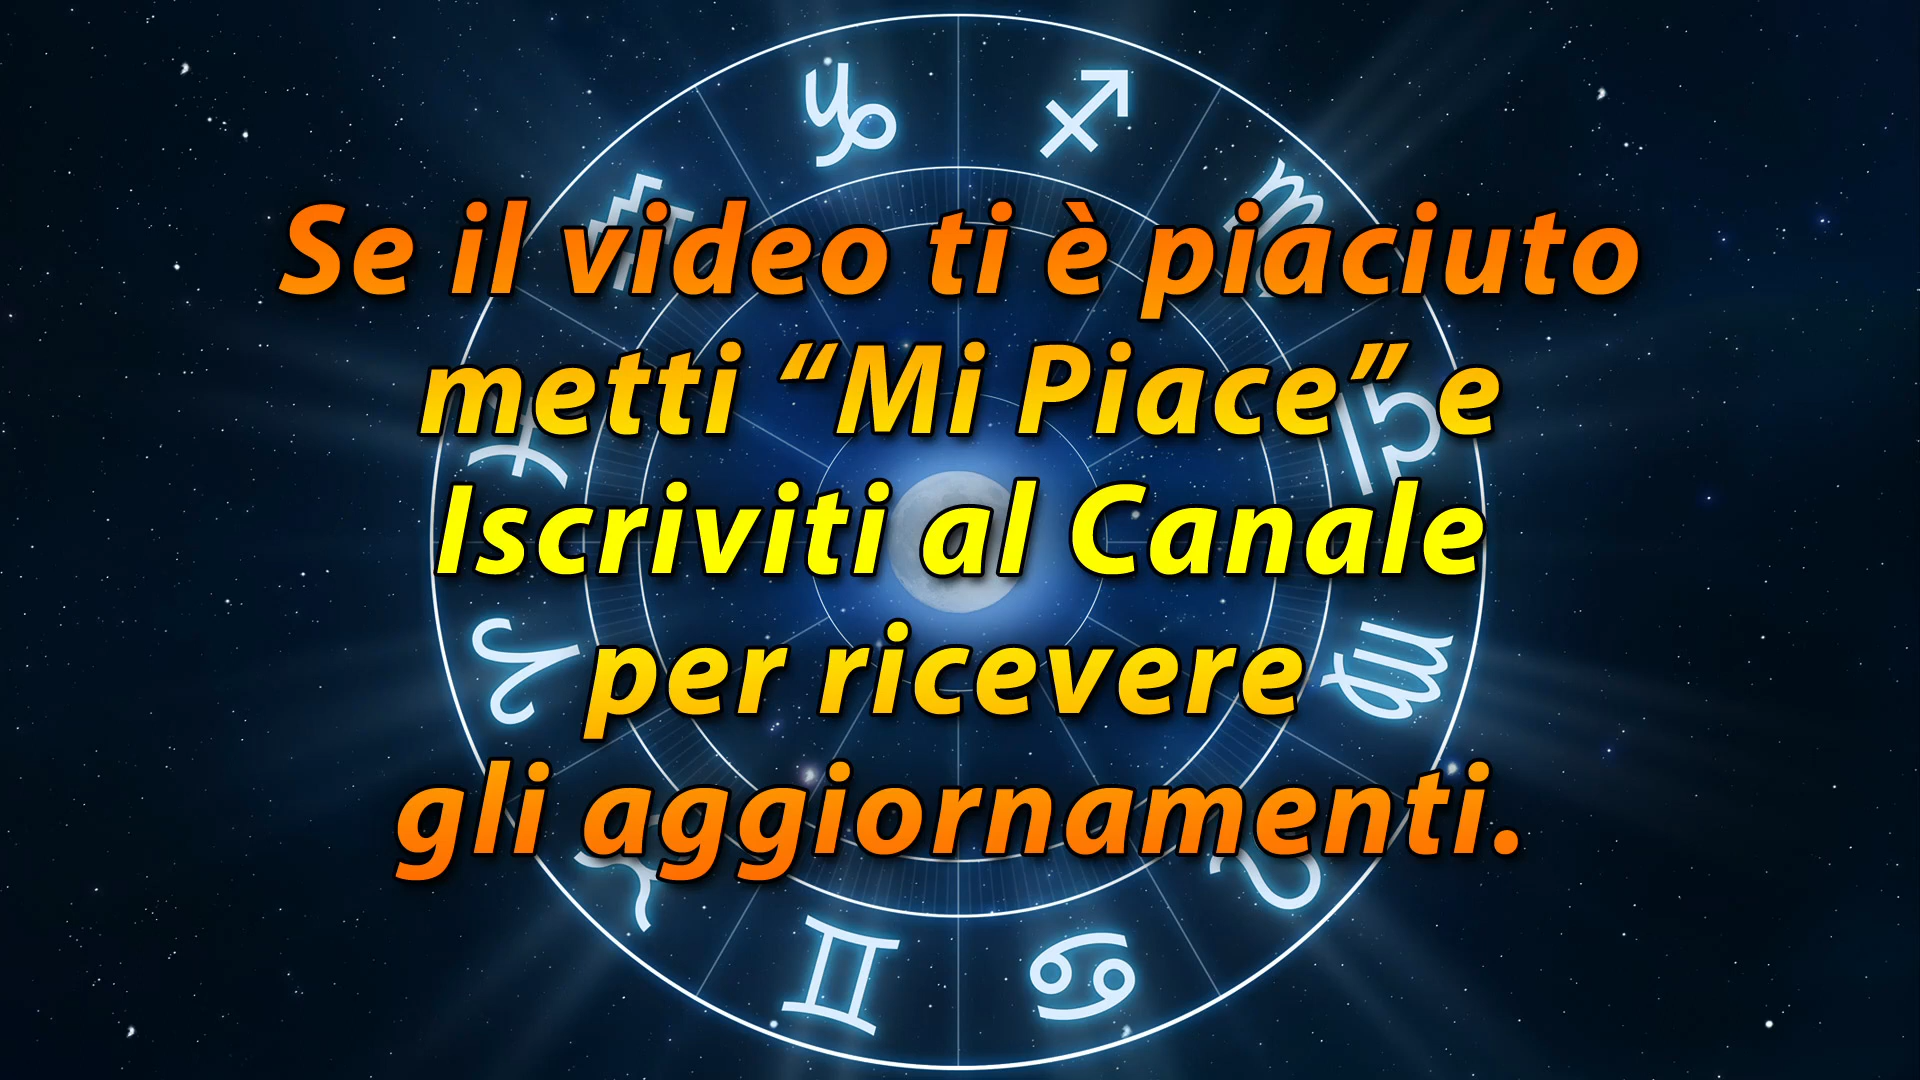 Se il video ti è piaciuto
metti “Mi Piace” e
Iscriviti al Canale
per ricevere
gli aggiornamenti.